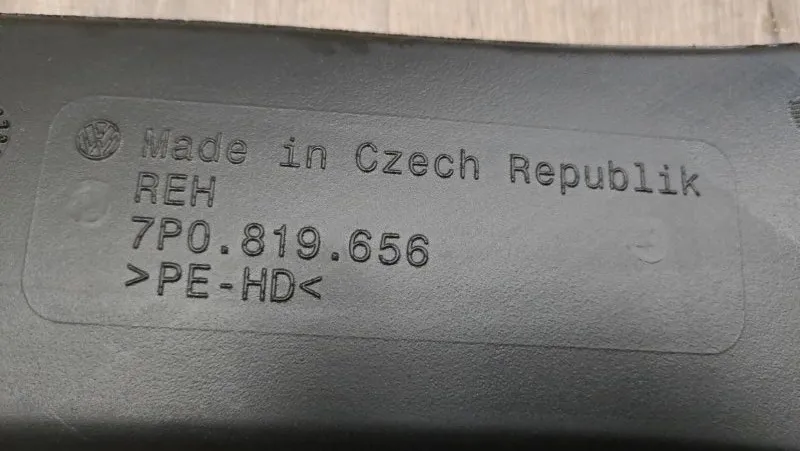 Made in Czech Republik
REH
7P0.819.656
>PE-HD<